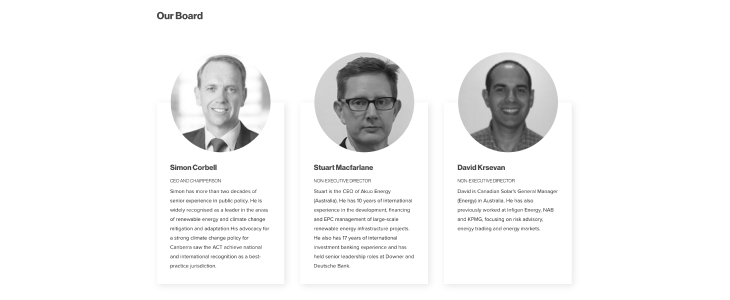 Our Board
Simon Corbell
CEO AND CHAIRPERSON
Simon has more than two decades of
senior experience in public policy. He is
widely recognised as a leader in the areas
of renewable energy and climate change
mitigation and adaptation. His advocacy for
a strong climate change policy for
Canberra saw the ACT achieve national
and international recognition as a best-
practice jurisdiction.
Stuart Macfarlane
NON-EXECUTIVE DIRECTOR
Stuart is the CEO of Akuo Energy
(Australia). He has 10 years of international
experience in the development, financing
and EPC management of large-scale
renewable energy infrastructure projects.
He also has 17 years of international
investment banking experience and has
held senior leadership roles at Downer and
Deutsche Bank.
David Krsevan
NON-EXECUTIVE DIRECTOR
David is Canadian Solar's General Manager
(Energy) in Australia. He has also
previously worked at Infigen Energy, NAB
and KPMG, focusing on risk advisory,
energy trading and energy markets.